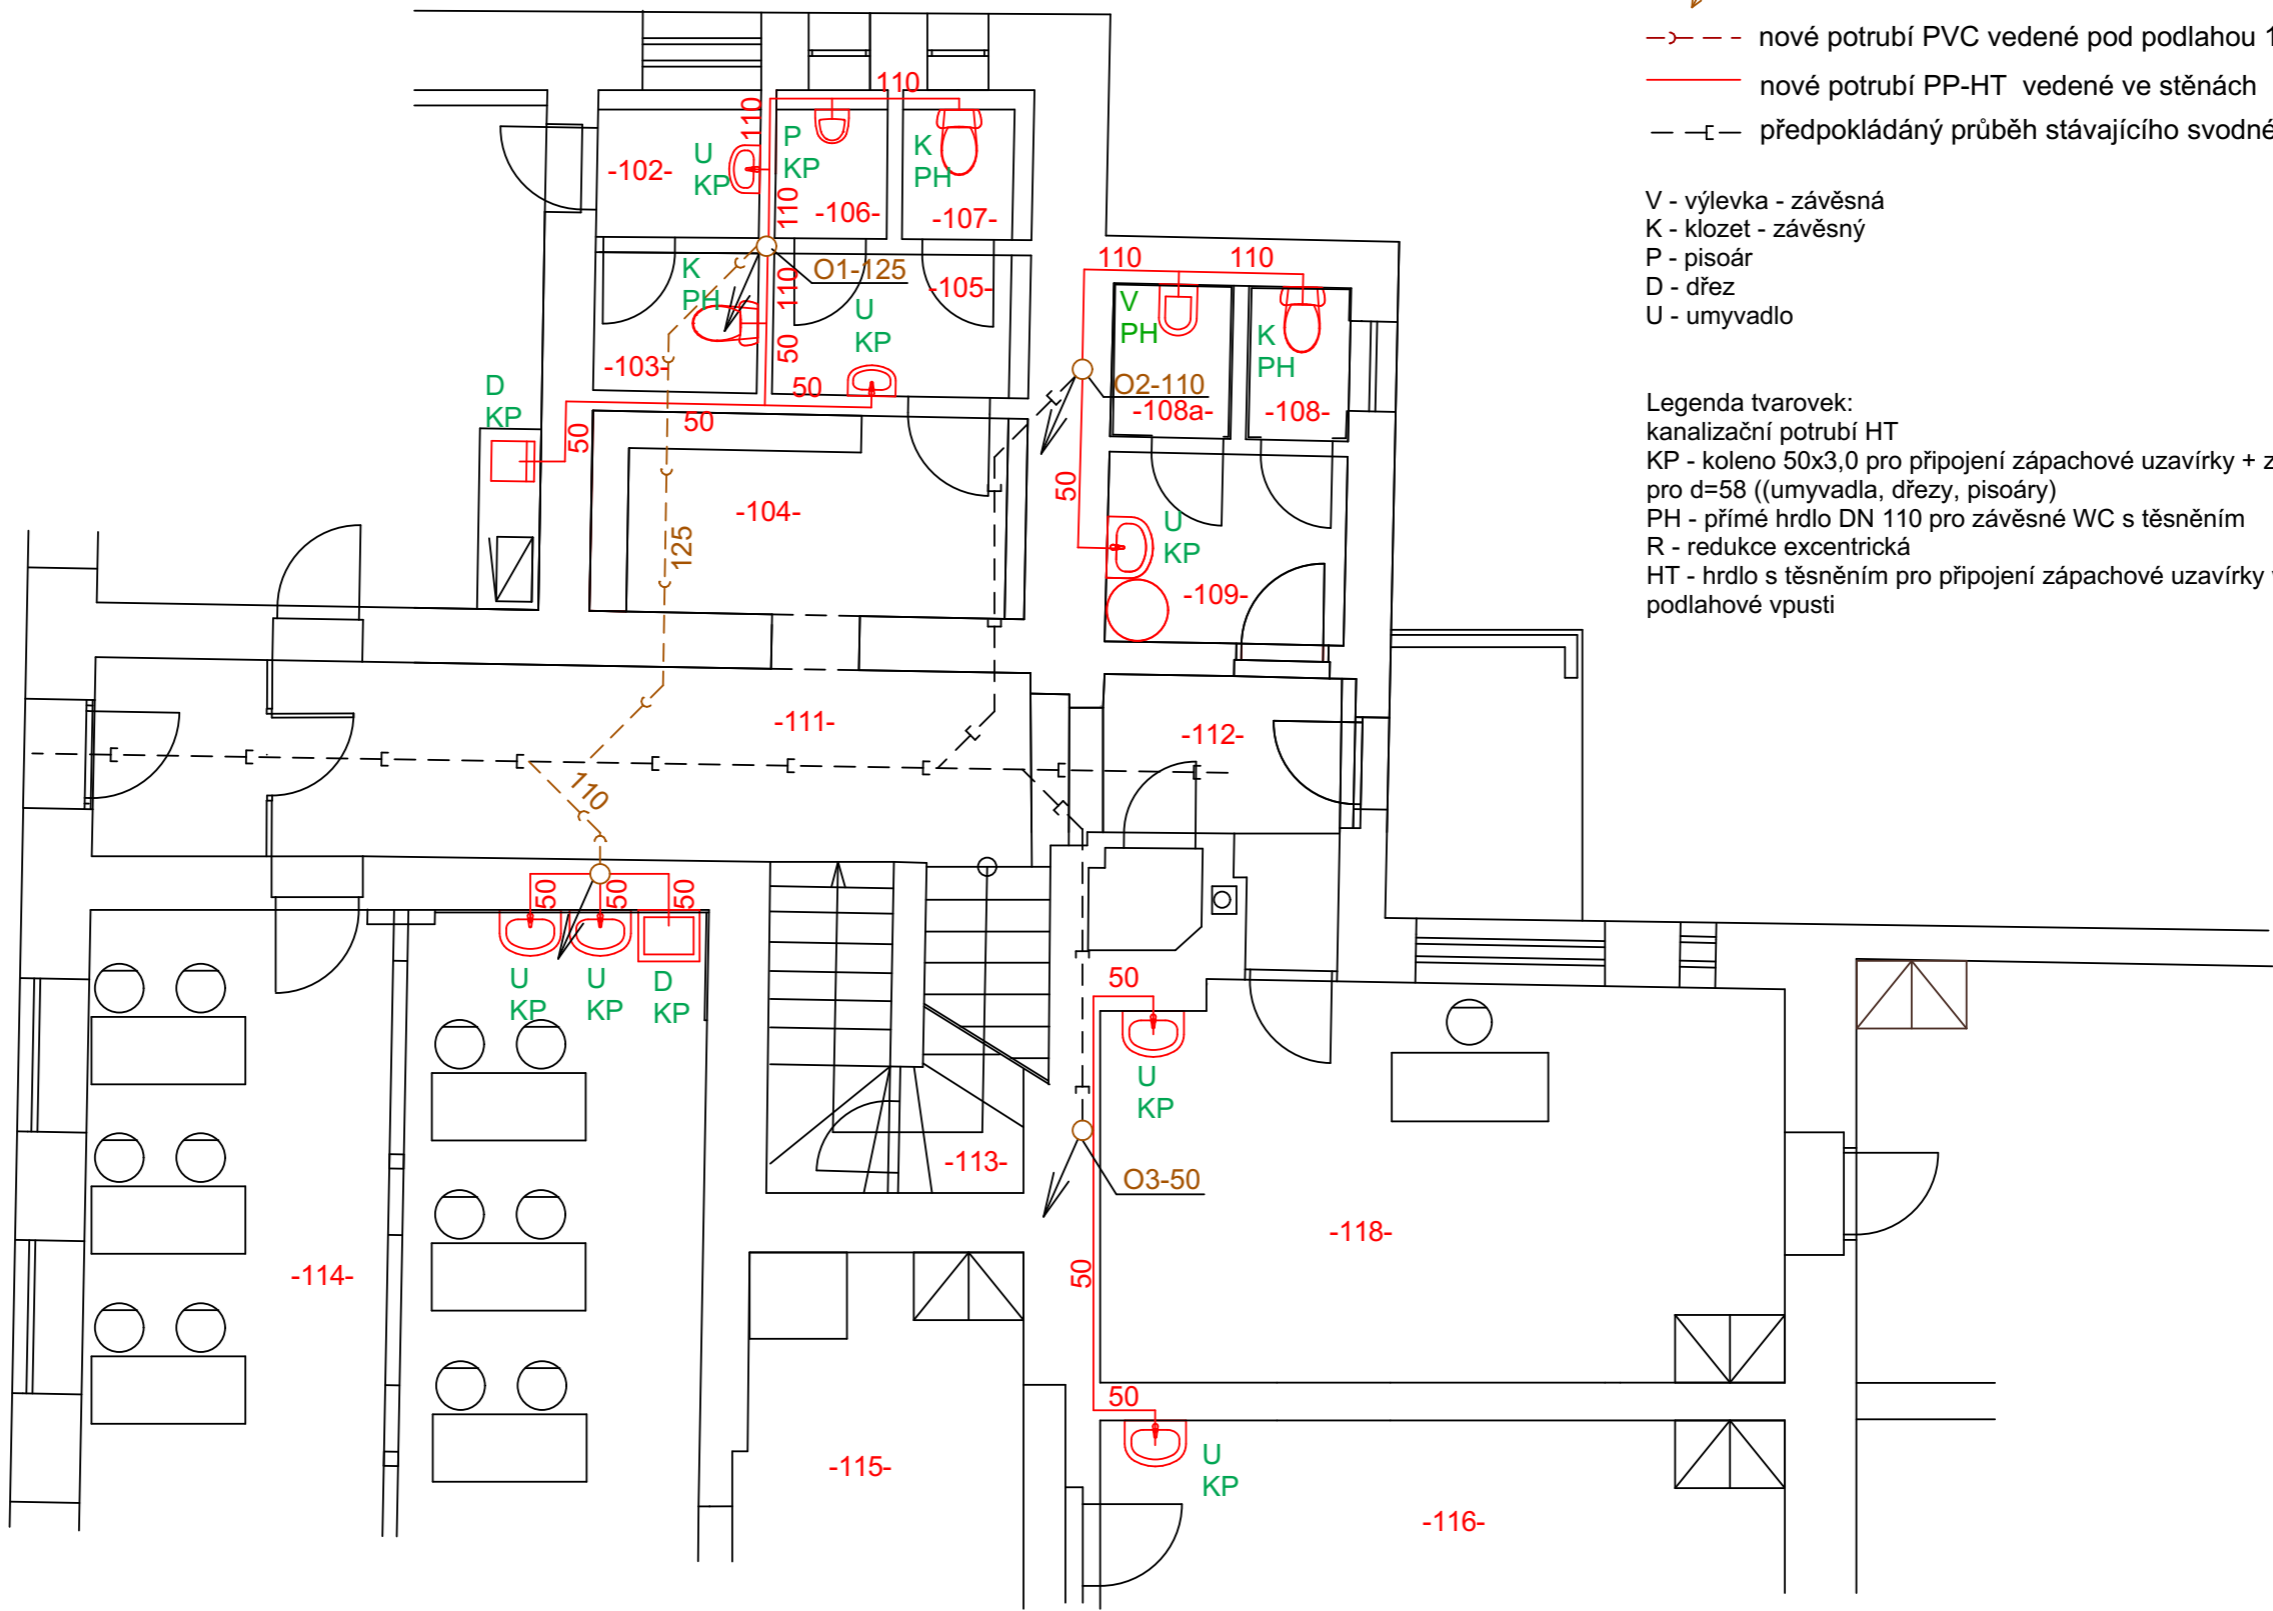 nové potrubí PVC vedené pod podlahou
nové potrubí PP-HT vedené ve stěnách
předpokládáný průběh stávajícího
V - výlevka - závěsná
K - klozet - závěsný
P - pisoár
D - dřez
U - umyvadlo
Legenda tvarovek:
kanalizační potrubí HT
KP - koleno 50x3,0 pro připojení zápachové uzavírky +
pro d=58 ((umyvadla, dřezy, pisoáry)
PH - přímé hrdlo DN 110 pro závěsné WC s těsněním
R - redukce excentrická
HT - hrdlo s těsněním pro připojení zápachové uzavírky
podlahové vpusti
110
110
P
KP
K
PH
U
KP
-102-
110
-106-
-107-
K
PH
O1-125
110
-105-
U
KP
50
-103-
50
D
KP
50
50
-104-
125
110
110
V
PH
K
PH
O2-110
-108a-
-108-
50
U
KP
-109-
-111-
-112-
110
50
50
50
U
KP
U
KP
D
KP
50
U
KP
-113-
O3-50
-118-
50
-114-
50
U
KP
-115-
-116-